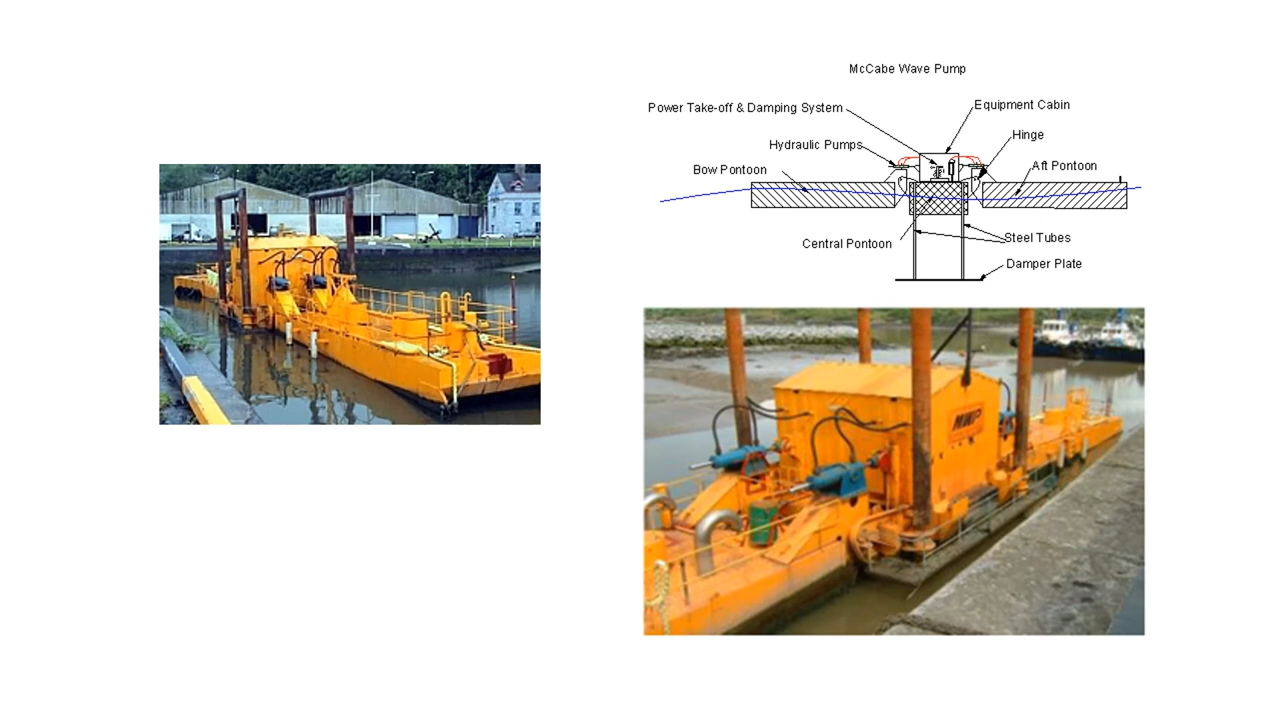 McCabe Wave Pump
Power Take-off & Damping System
Equipment Cabin
Hinge
Hydraulic Pumps
Bow Pontoon
Aft Pontoon
Central Pontoon
Steel Tubes
Damper Plate
MWP